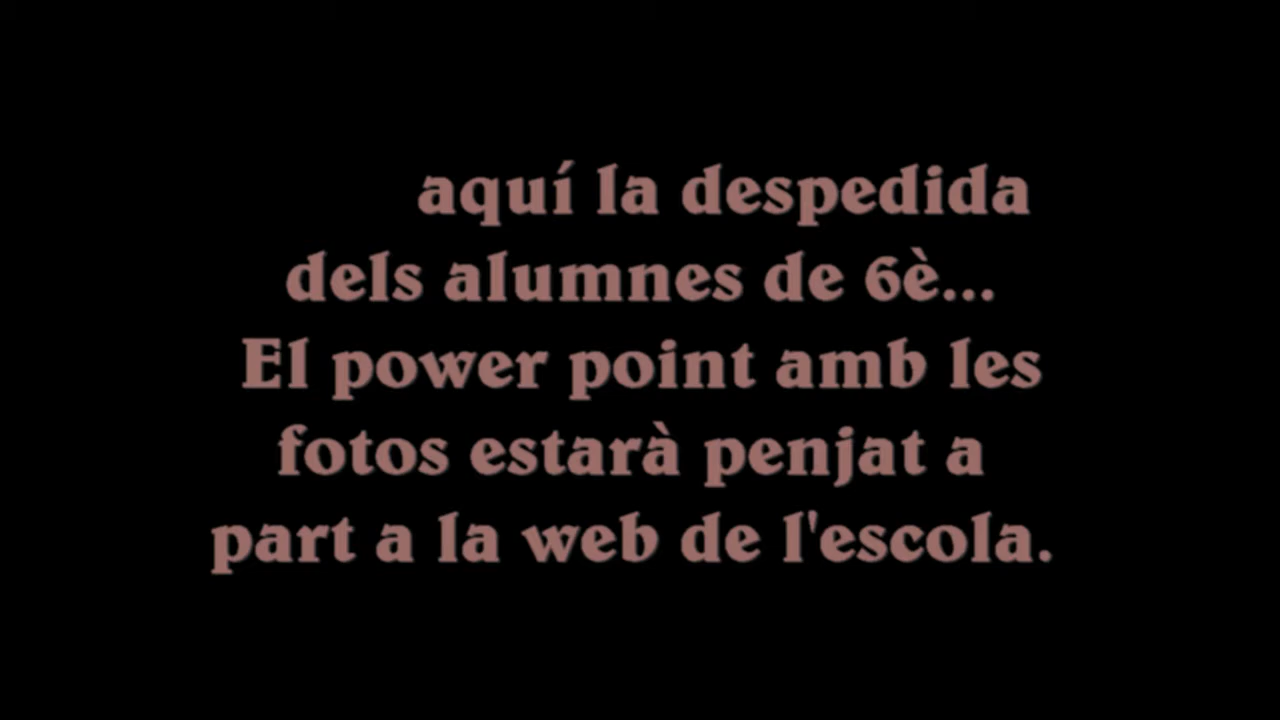 aquí la despedida
dels alumnes de 6è...
El power point amb les
fotos estarà penjat a
part a la web de l'escola.